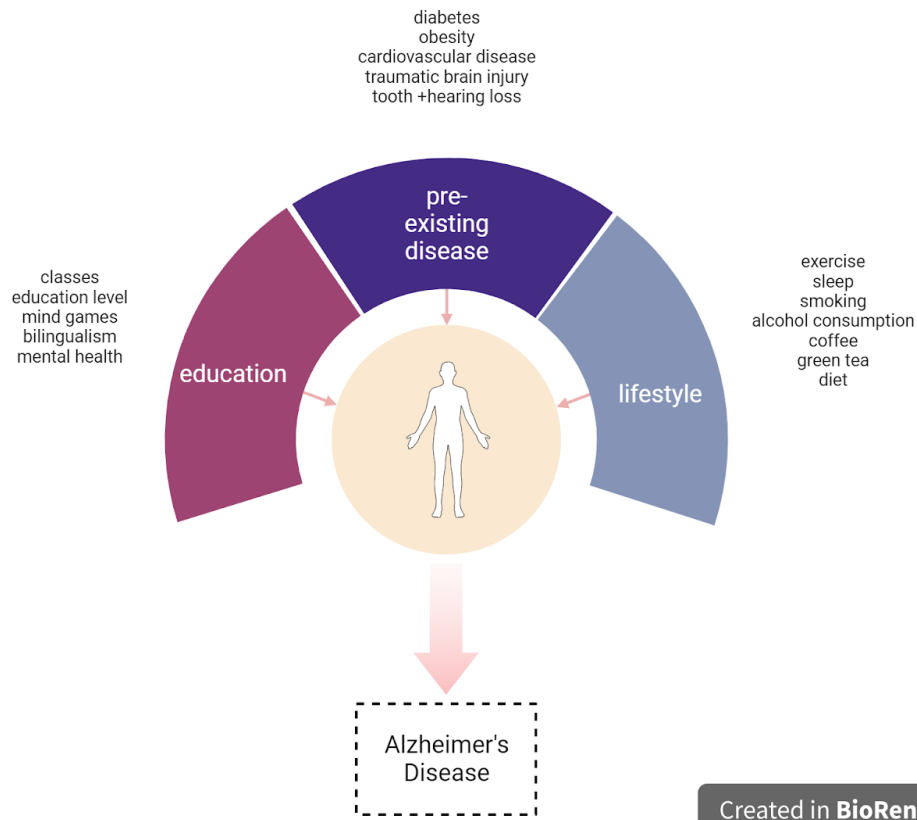 diabetes
obesity
cardiovascular disease
traumatic brain injury
tooth +hearing loss
pre-
existing
disease
classes
education level
mind games
bilingualism
mental health
education
exercise
sleep
smoking
alcohol consumption
coffee
green tea
diet
lifestyle
Alzheimer's
Disease
Created in BioRen